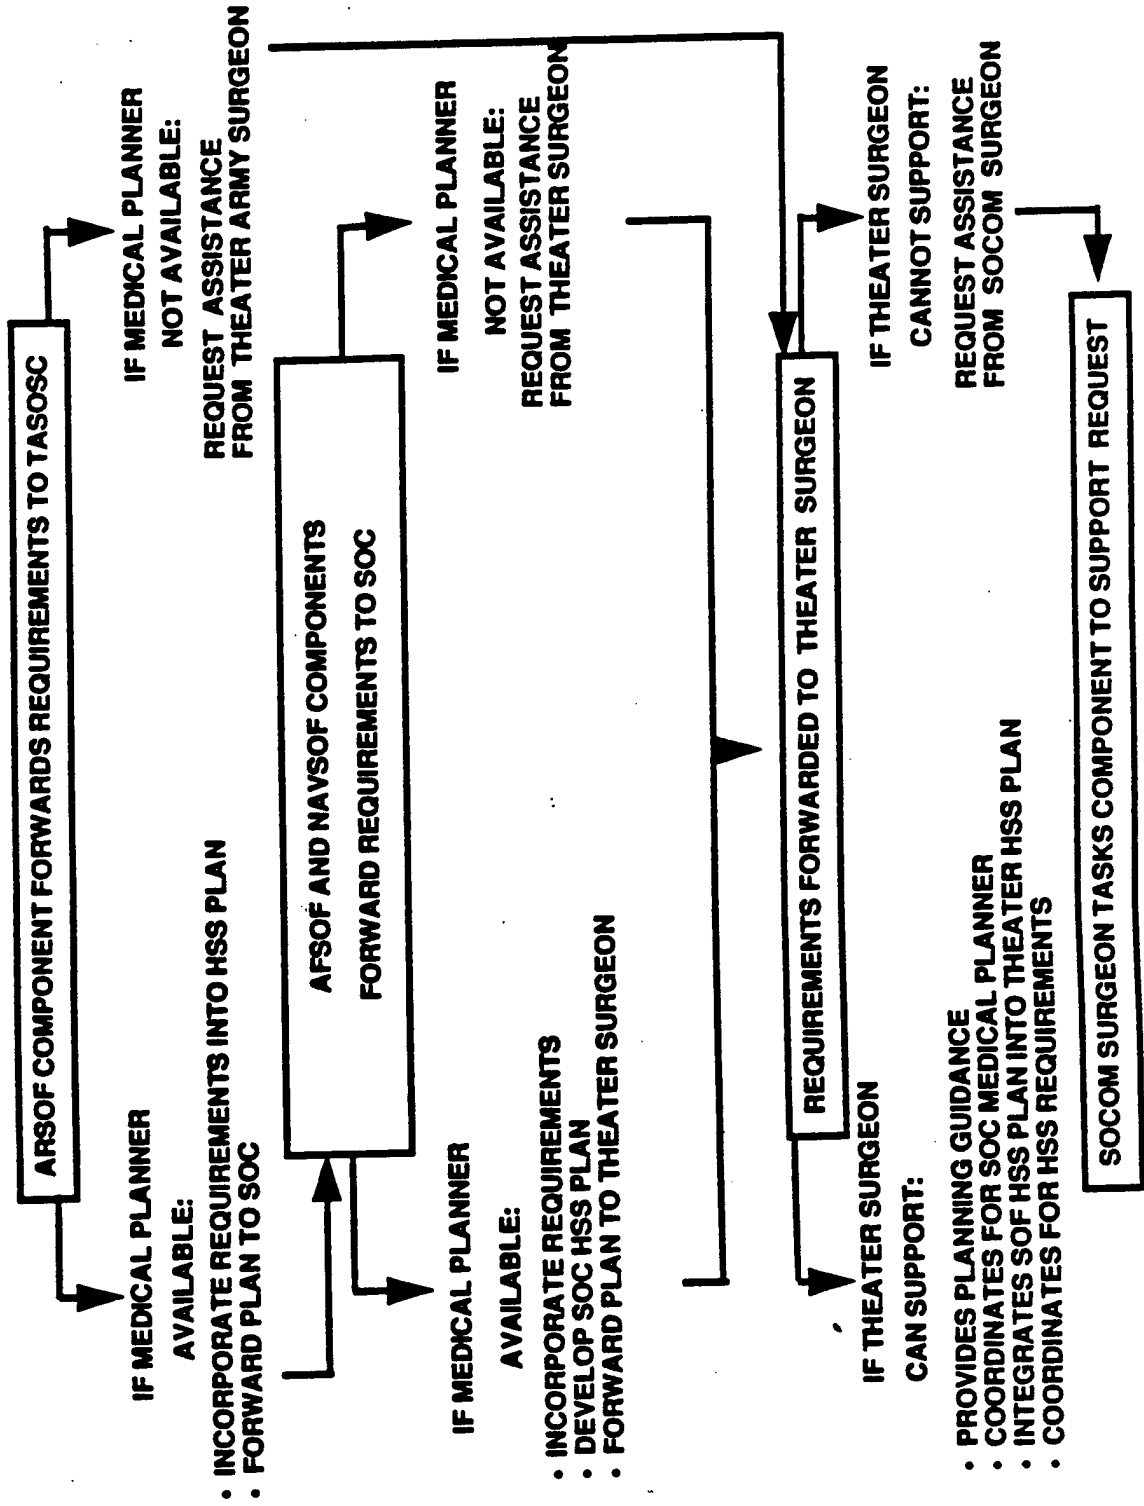 ARSOF COMPONENT FORWARDS REQUIREMENTS TO TASOSC
IF MEDICAL PLANNER
AVAILABLE:
• INCORPORATE REQUIREMENTS INTO HSS PLAN
• FORWARD PLAN TO SOC
IF MEDICAL PLANNER
NOT AVAILABLE:
REQUEST ASSISTANCE
FROM THEATER ARMY SURGEON
AFSOF AND NAVSOF COMPONENTS
FORWARD REQUIREMENTS TO SOC
IF MEDICAL PLANNER
AVAILABLE:
• INCORPORATE REQUIREMENTS
• DEVELOP SOC HSS PLAN
• FORWARD PLAN TO THEATER SURGEON
IF MEDICAL PLANNER
NOT AVAILABLE:
REQUEST ASSISTANCE
FROM THEATER SURGEON
REQUIREMENTS FORWARDED TO THEATER SURGEON
IF THEATER SURGEON
CAN SUPPORT:
• PROVIDES PLANNING GUIDANCE
• COORDINATES FOR SOC MEDICAL PLANNER
• INTEGRATES SOF HSS PLAN INTO THEATER HSS PLAN
• COORDINATES FOR HSS REQUIREMENTS
IF THEATER SURGEON
CANNOT SUPPORT:
REQUEST ASSISTANCE
FROM SOCOM SURGEON
SOCOM SURGEON TASKS COMPONENT TO SUPPORT REQUEST